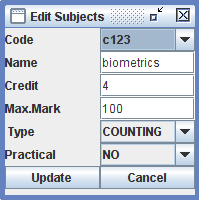 Edit Subjects
Code c123
Name biometrics
Credit 4
Max.Mark 100
Type COUNTING
Practical NO
Update Cancel